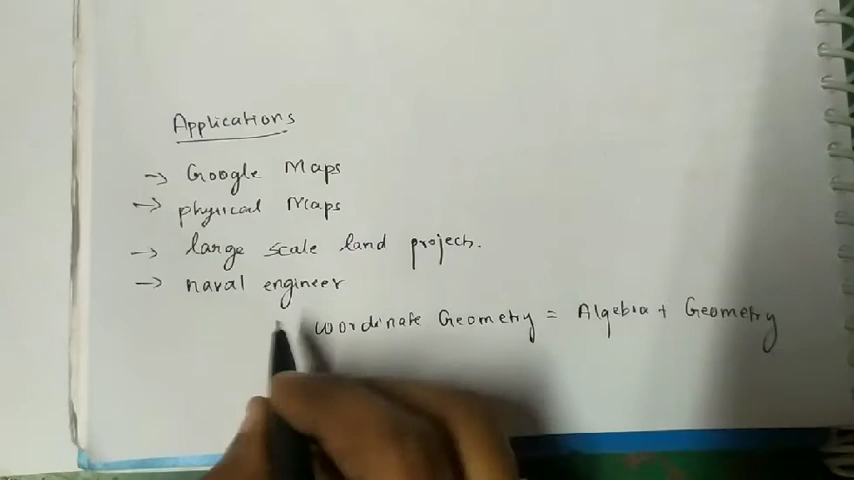 Applications
→ Google Maps
→ physical Maps
→ large scale land projects.
→ naval engineer
coordinate Geometry = Algebra + Geometry